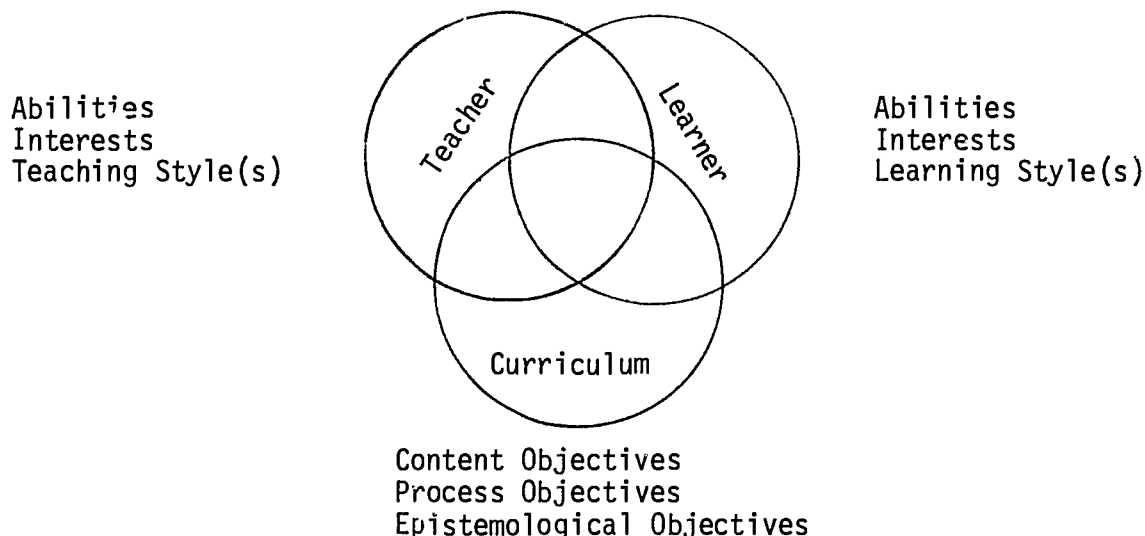 Abilities
Interests
Teaching Style(s)
Teacher
Learner
Abilities
Interests
Learning Style(s)
Curriculum
Content Objectives
Process Objectives
Epistemological Objectives